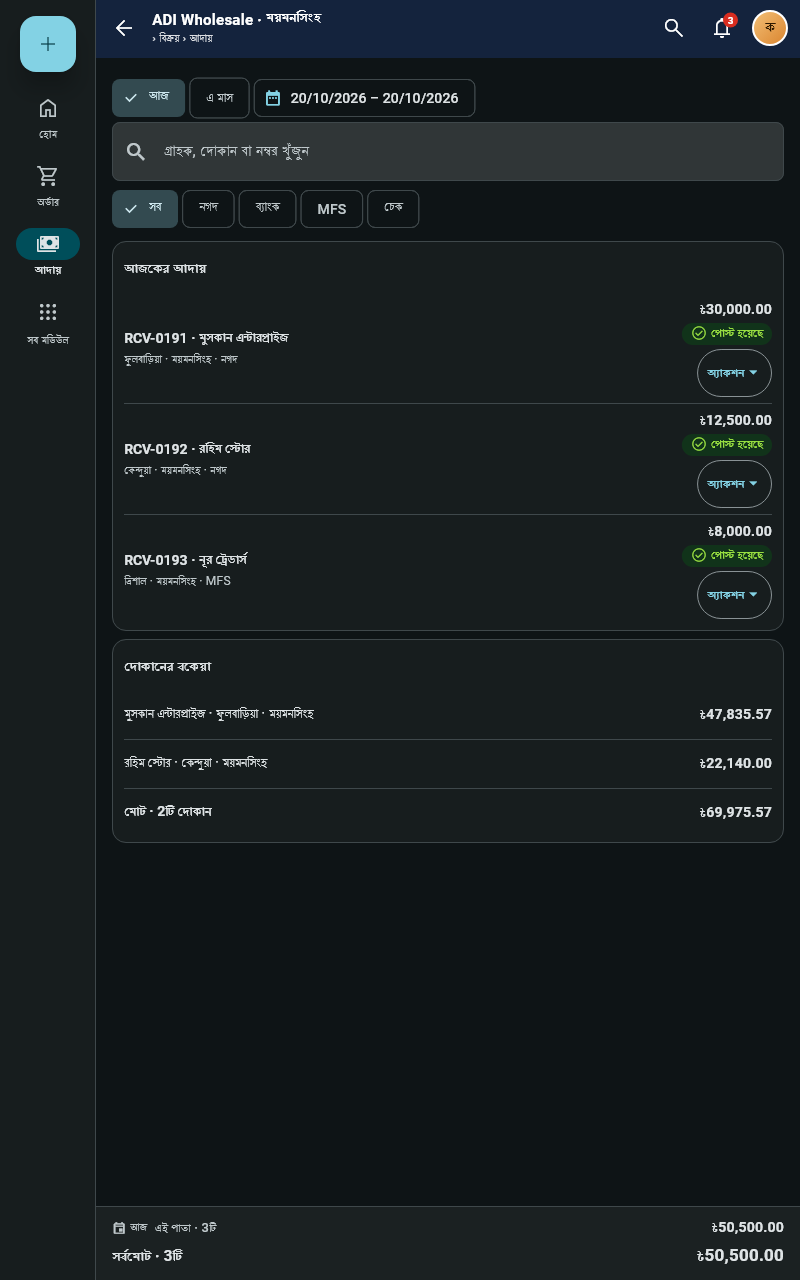 +
ADI Wholesale · ময়মনসিংহ
› বিক্রয় › আদায়
3
ক
হোম
অর্ডার
আদায়
সব মডিউল
আজ
এ মাস
20/10/2026 – 20/10/2026
গ্রাহক, দোকান বা নম্বর খুঁজুন
সব
নগদ
ব্যাংক
MFS
চেক
আজকের আদায়
RCV-0191 · মুসকান এন্টারপ্রাইজ
ফুলবাড়িয়া · ময়মনসিংহ · নগদ
৳30,000.00
পোস্ট হয়েছে
অ্যাকশন
RCV-0192 · রহিম স্টোর
কেন্দুয়া · ময়মনসিংহ · নগদ
৳12,500.00
পোস্ট হয়েছে
অ্যাকশন
RCV-0193 · নূর ট্রেডার্স
ত্রিশাল · ময়মনসিংহ · MFS
৳8,000.00
পোস্ট হয়েছে
অ্যাকশন
দোকানের বকেয়া
মুসকান এন্টারপ্রাইজ · ফুলবাড়িয়া · ময়মনসিংহ ৳47,835.57
রহিম স্টোর · কেন্দুয়া · ময়মনসিংহ ৳22,140.00
মোট · 2টি দোকান ৳69,975.57
আজ এই পাতা · 3টি ৳50,500.00
সর্বমোট · 3টি ৳50,500.00